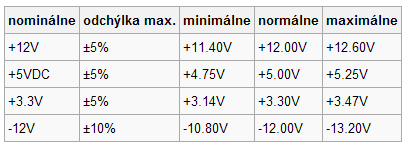 nominálne odchýlka max. minimálne normálne maximálne
+12V ±5% +11.40V +12.00V +12.60V
+5VDC ±5% +4.75V +5.00V +5.25V
+3.3V ±5% +3.14V +3.30V +3.47V
-12V ±10% -10.80V -12.00V -13.20V